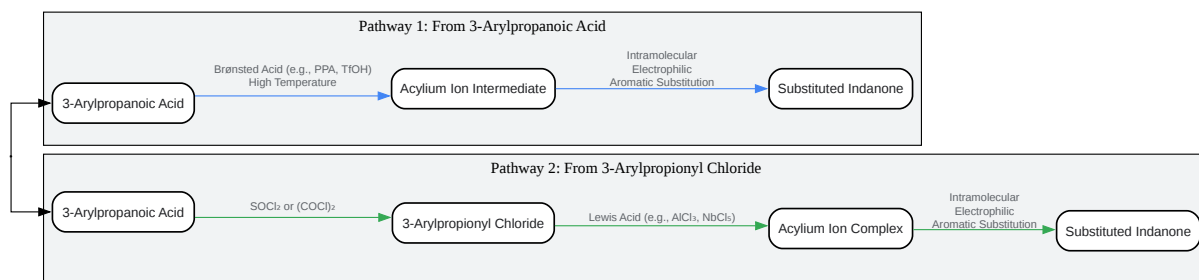 Pathway 1: From 3-Arylpropanoic Acid
3-Arylpropanoic Acid
Brønsted Acid (e.g., PPA, TfOH)
High Temperature
Acylium Ion Intermediate
Intramolecular
Electrophilic
Aromatic Substitution
Substituted Indanone
Pathway 2: From 3-Arylpropionyl Chloride
3-Arylpropanoic Acid
SOCl₂ or (COCl)₂
3-Arylpropionyl Chloride
Lewis Acid (e.g., AlCl₃, NbCl₅)
Acylium Ion Complex
Intramolecular
Electrophilic
Aromatic Substitution
Substituted Indanone